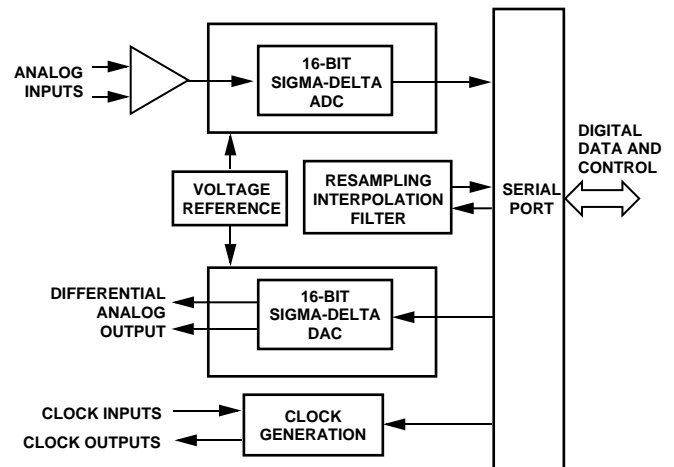 ANALOG
INPUTS
16-BIT
SIGMA-DELTA
ADC
VOLTAGE
REFERENCE
RESAMPLING
INTERPOLATION
FILTER
SERIAL
PORT
DIGITAL
DATA AND
CONTROL
DIFFERENTIAL
ANALOG
OUTPUT
16-BIT
SIGMA-DELTA
DAC
CLOCK INPUTS
CLOCK OUTPUTS
CLOCK
GENERATION